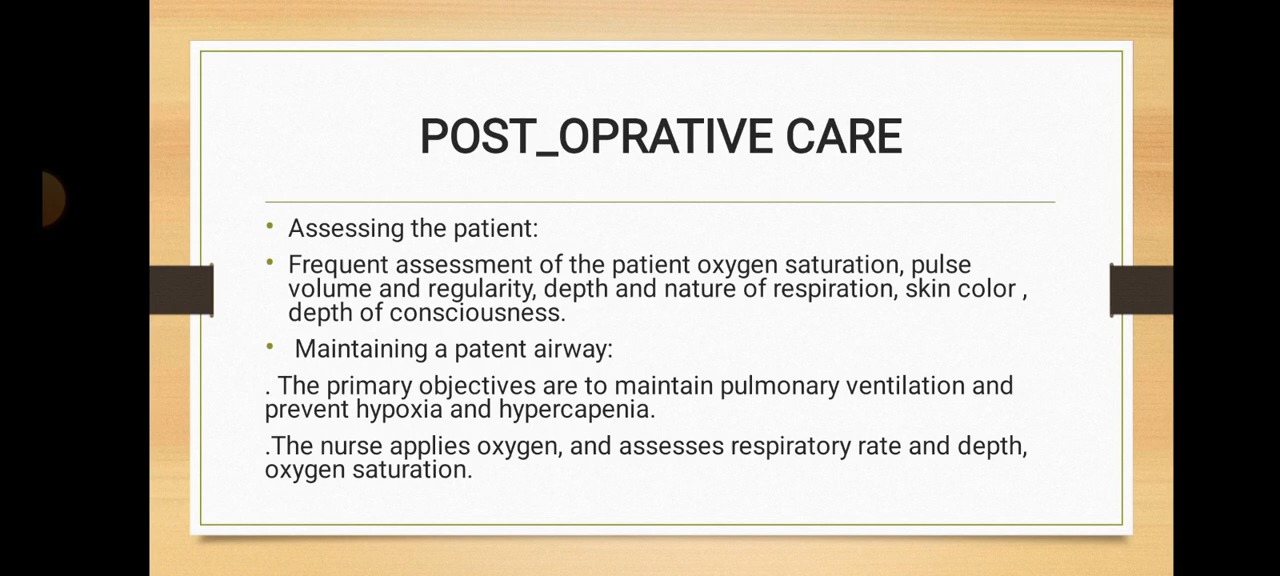 POST_OPRATIVE CARE
• Assessing the patient:
• Frequent assessment of the patient oxygen saturation, pulse
volume and regularity, depth and nature of respiration, skin color ,
depth of consciousness.
• Maintaining a patent airway:
. The primary objectives are to maintain pulmonary ventilation and
prevent hypoxia and hypercapenia.
.The nurse applies oxygen, and assesses respiratory rate and depth,
oxygen saturation.